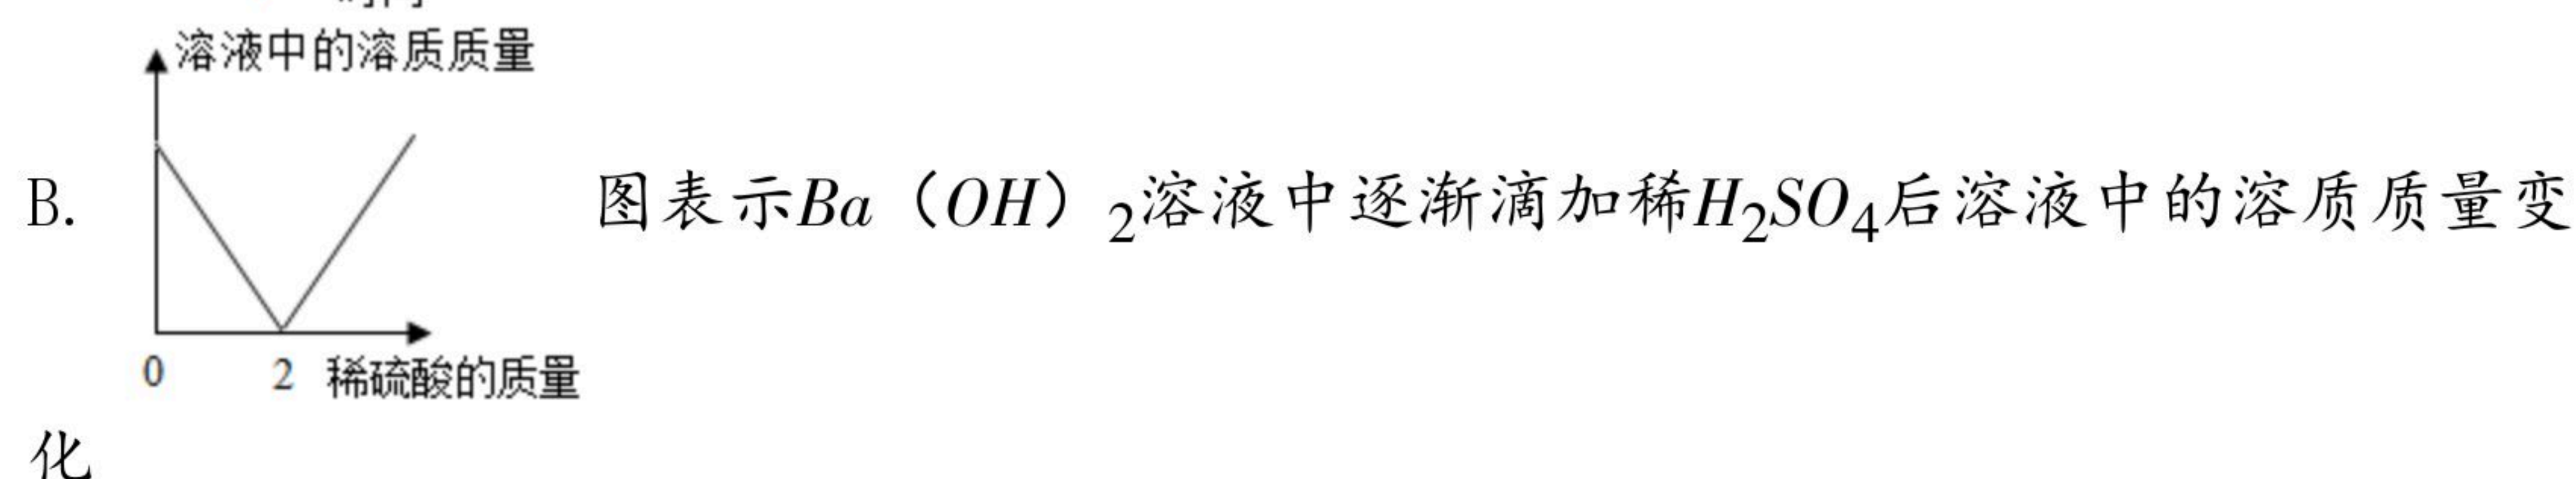 溶液中的溶质质量
B.
图表示Ba（OH）2溶液中逐渐滴加稀H2SO4后溶液中的溶质质量变
0 2 稀硫酸的质量
化